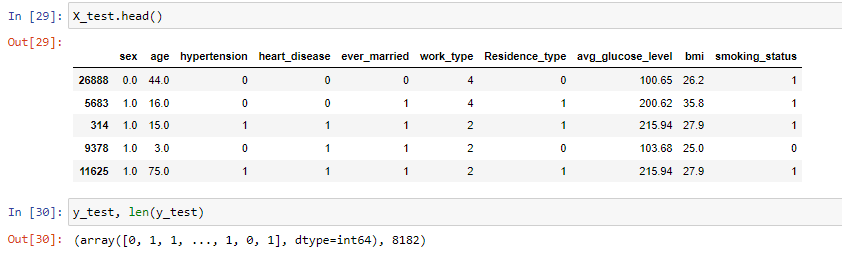 In [29]: X_test.head()
Out[29]:
sex age hypertension heart_disease ever_married work_type Residence_type avg_glucose_level bmi smoking_status
26888 0.0 44.0 0 0 0 4 0 100.65 26.2 1
5683 1.0 16.0 0 0 1 4 1 200.62 35.8 1
314 1.0 15.0 1 1 1 2 1 215.94 27.9 1
9378 1.0 3.0 0 1 1 2 0 103.68 25.0 0
11625 1.0 75.0 1 1 1 2 1 215.94 27.9 1
In [30]: y_test, len(y_test)
Out[30]: (array([0, 1, 1, ..., 1, 0, 1], dtype=int64), 8182)